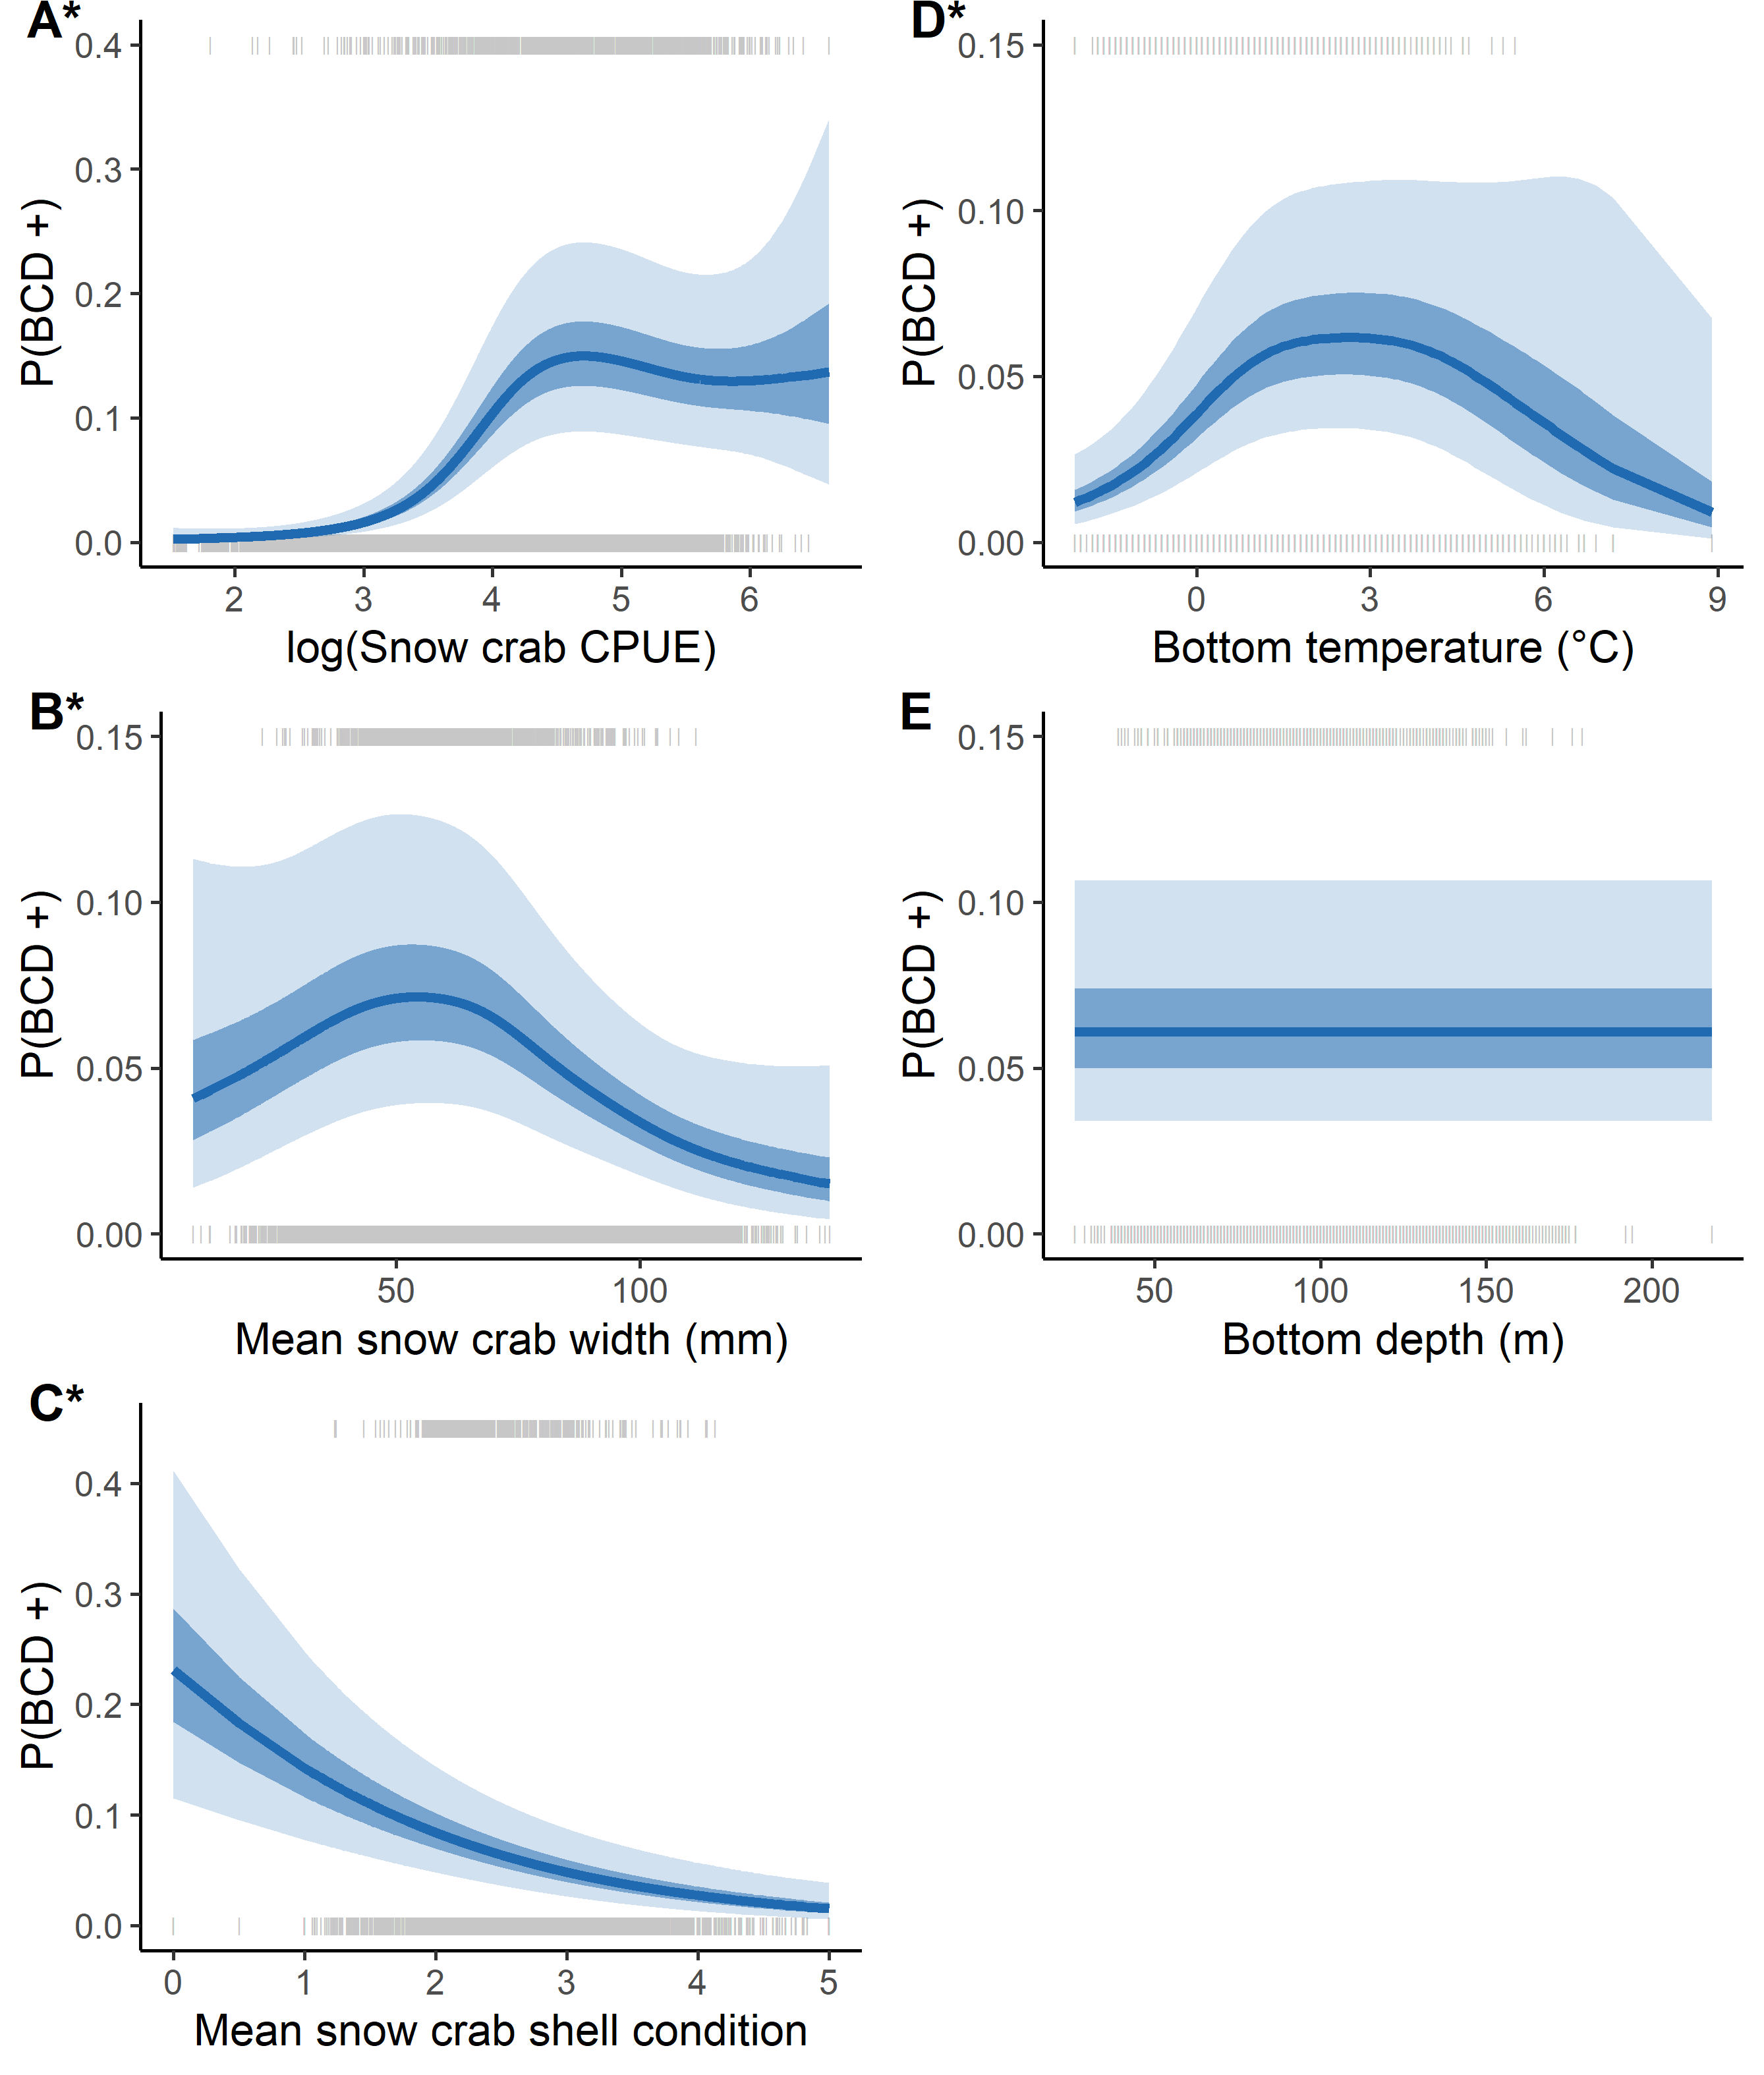 A*
0.4
0.3
0.2
0.1
0.0
P(BCD +)
2 3 4 5 6
log(Snow crab CPUE)
D*
0.15
0.10
0.05
0.00
P(BCD +)
0 3 6 9
Bottom temperature (°C)
B*
0.15
0.10
0.05
0.00
P(BCD +)
50 100
Mean snow crab width (mm)
E
0.15
0.10
0.05
0.00
P(BCD +)
50 100 150 200
Bottom depth (m)
C*
0.4
0.3
0.2
0.1
0.0
P(BCD +)
0 1 2 3 4 5
Mean snow crab shell condition